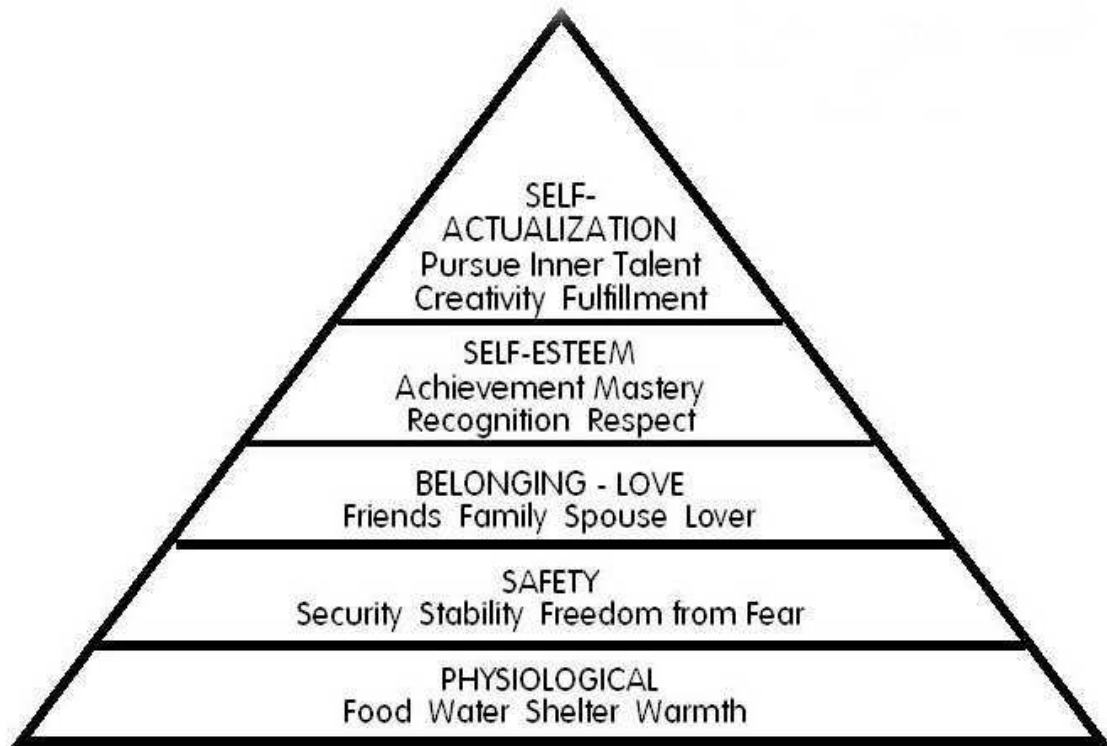 SELF-
ACTUALIZATION
Pursue Inner Talent
Creativity Fulfillment
SELF-ESTEEM
Achievement Mastery
Recognition Respect
BELONGING - LOVE
Friends Family Spouse Lover
SAFETY
Security Stability Freedom from Fear
PHYSIOLOGICAL
Food Water Shelter Warmth